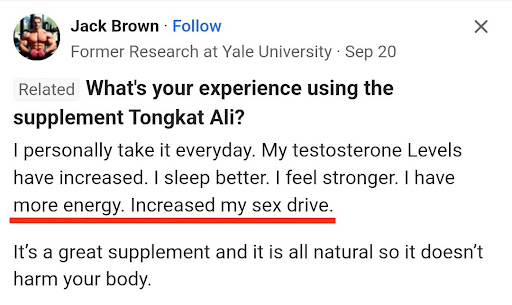 Jack Brown · Follow
Former Research at Yale University · Sep 20
Related What's your experience using the
supplement Tongkat Ali?
I personally take it everyday. My testosterone Levels
have increased. I sleep better. I feel stronger. I have
more energy. Increased my sex drive.
It's a great supplement and it is all natural so it doesn't
harm your body.